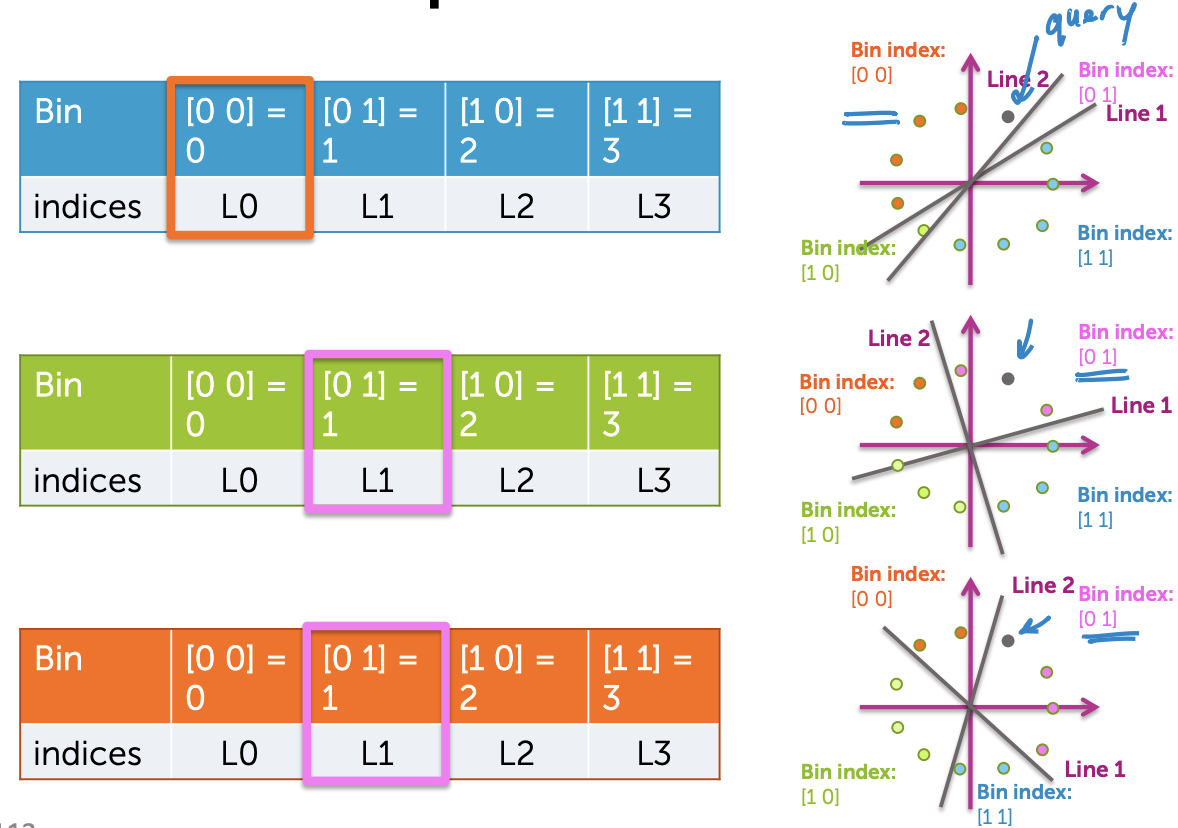 Bin
[0 0] =
0
[0 1] =
1
[1 0] =
2
[1 1] =
3
indices
L0
L1
L2
L3
query
Bin index:
[0 0]
Line 2
Bin index:
[0 1]
Line 1
Bin index:
[1 0]
Bin index:
[1 1]
Bin
[0 0] =
0
[0 1] =
1
[1 0] =
2
[1 1] =
3
indices
L0
L1
L2
L3
Line 2
Bin index:
[0 1]
Bin index:
[0 0]
Line 1
Bin index:
[1 0]
Bin index:
[1 1]
Bin
[0 0] =
0
[0 1] =
1
[1 0] =
2
[1 1] =
3
indices
L0
L1
L2
L3
Bin index:
[0 0]
Line 2
Bin index:
[0 1]
Line 1
Bin index:
[1 0]
Bin index:
[1 1]